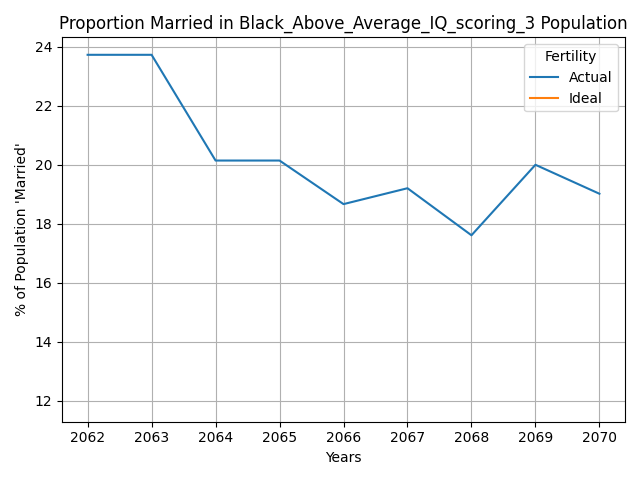 Proportion Married in Black_Above_Average_IQ_scoring_3 Population
% of Population 'Married'
24
22
20
18
16
14
12
Fertility
Actual
Ideal
2062 2063 2064 2065 2066 2067 2068 2069 2070
Years